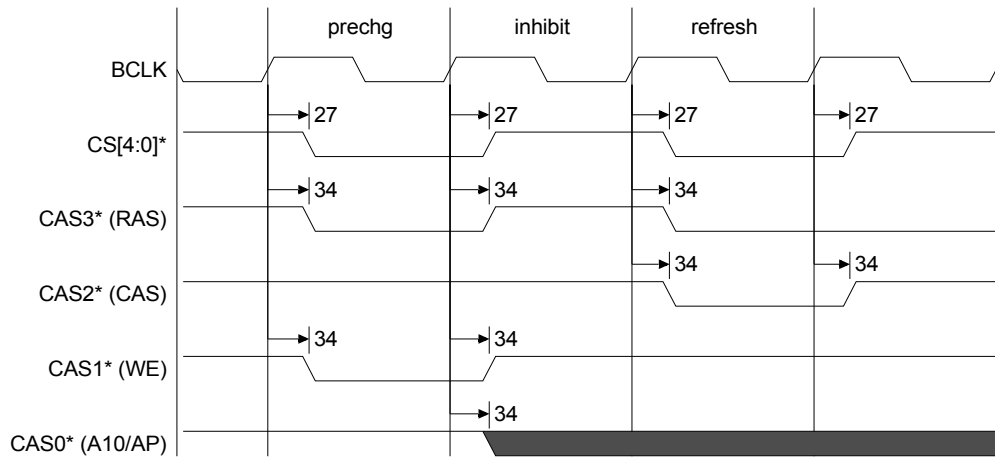 prechg inhibit refresh
BCLK
27 27 27 27
CS[4:0]*
34 34 34
CAS3* (RAS)
34 34
CAS2* (CAS)
34 34
CAS1* (WE)
34
CAS0* (A10/AP)